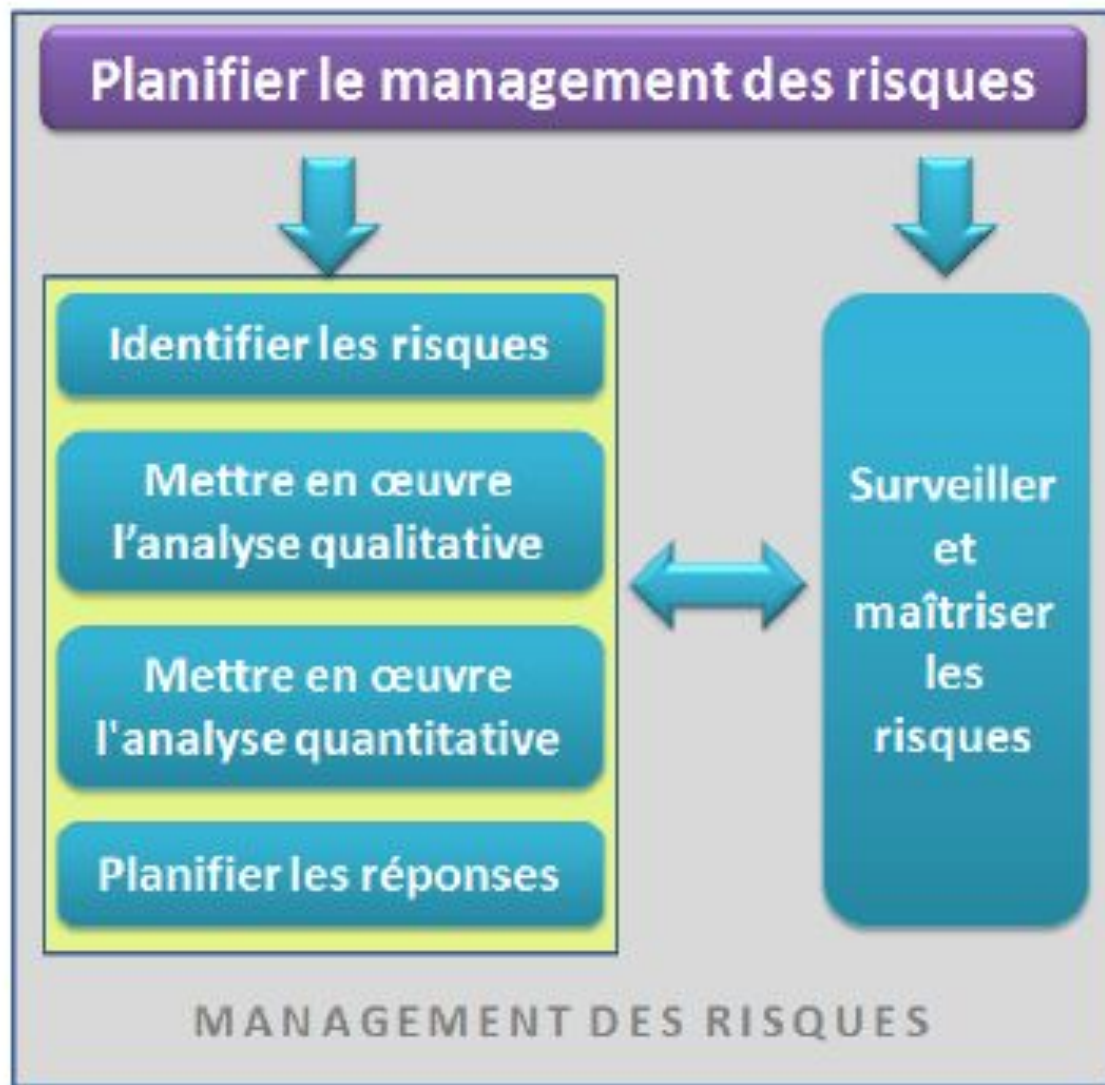 Planifier le management des risques
Identifier les risques
Mettre en œuvre
l’analyse qualitative
Mettre en œuvre
l'analyse quantitative
Planifier les réponses
Surveiller
et
maîtriser
les
risques
MANAGEMENT DES RISQUES